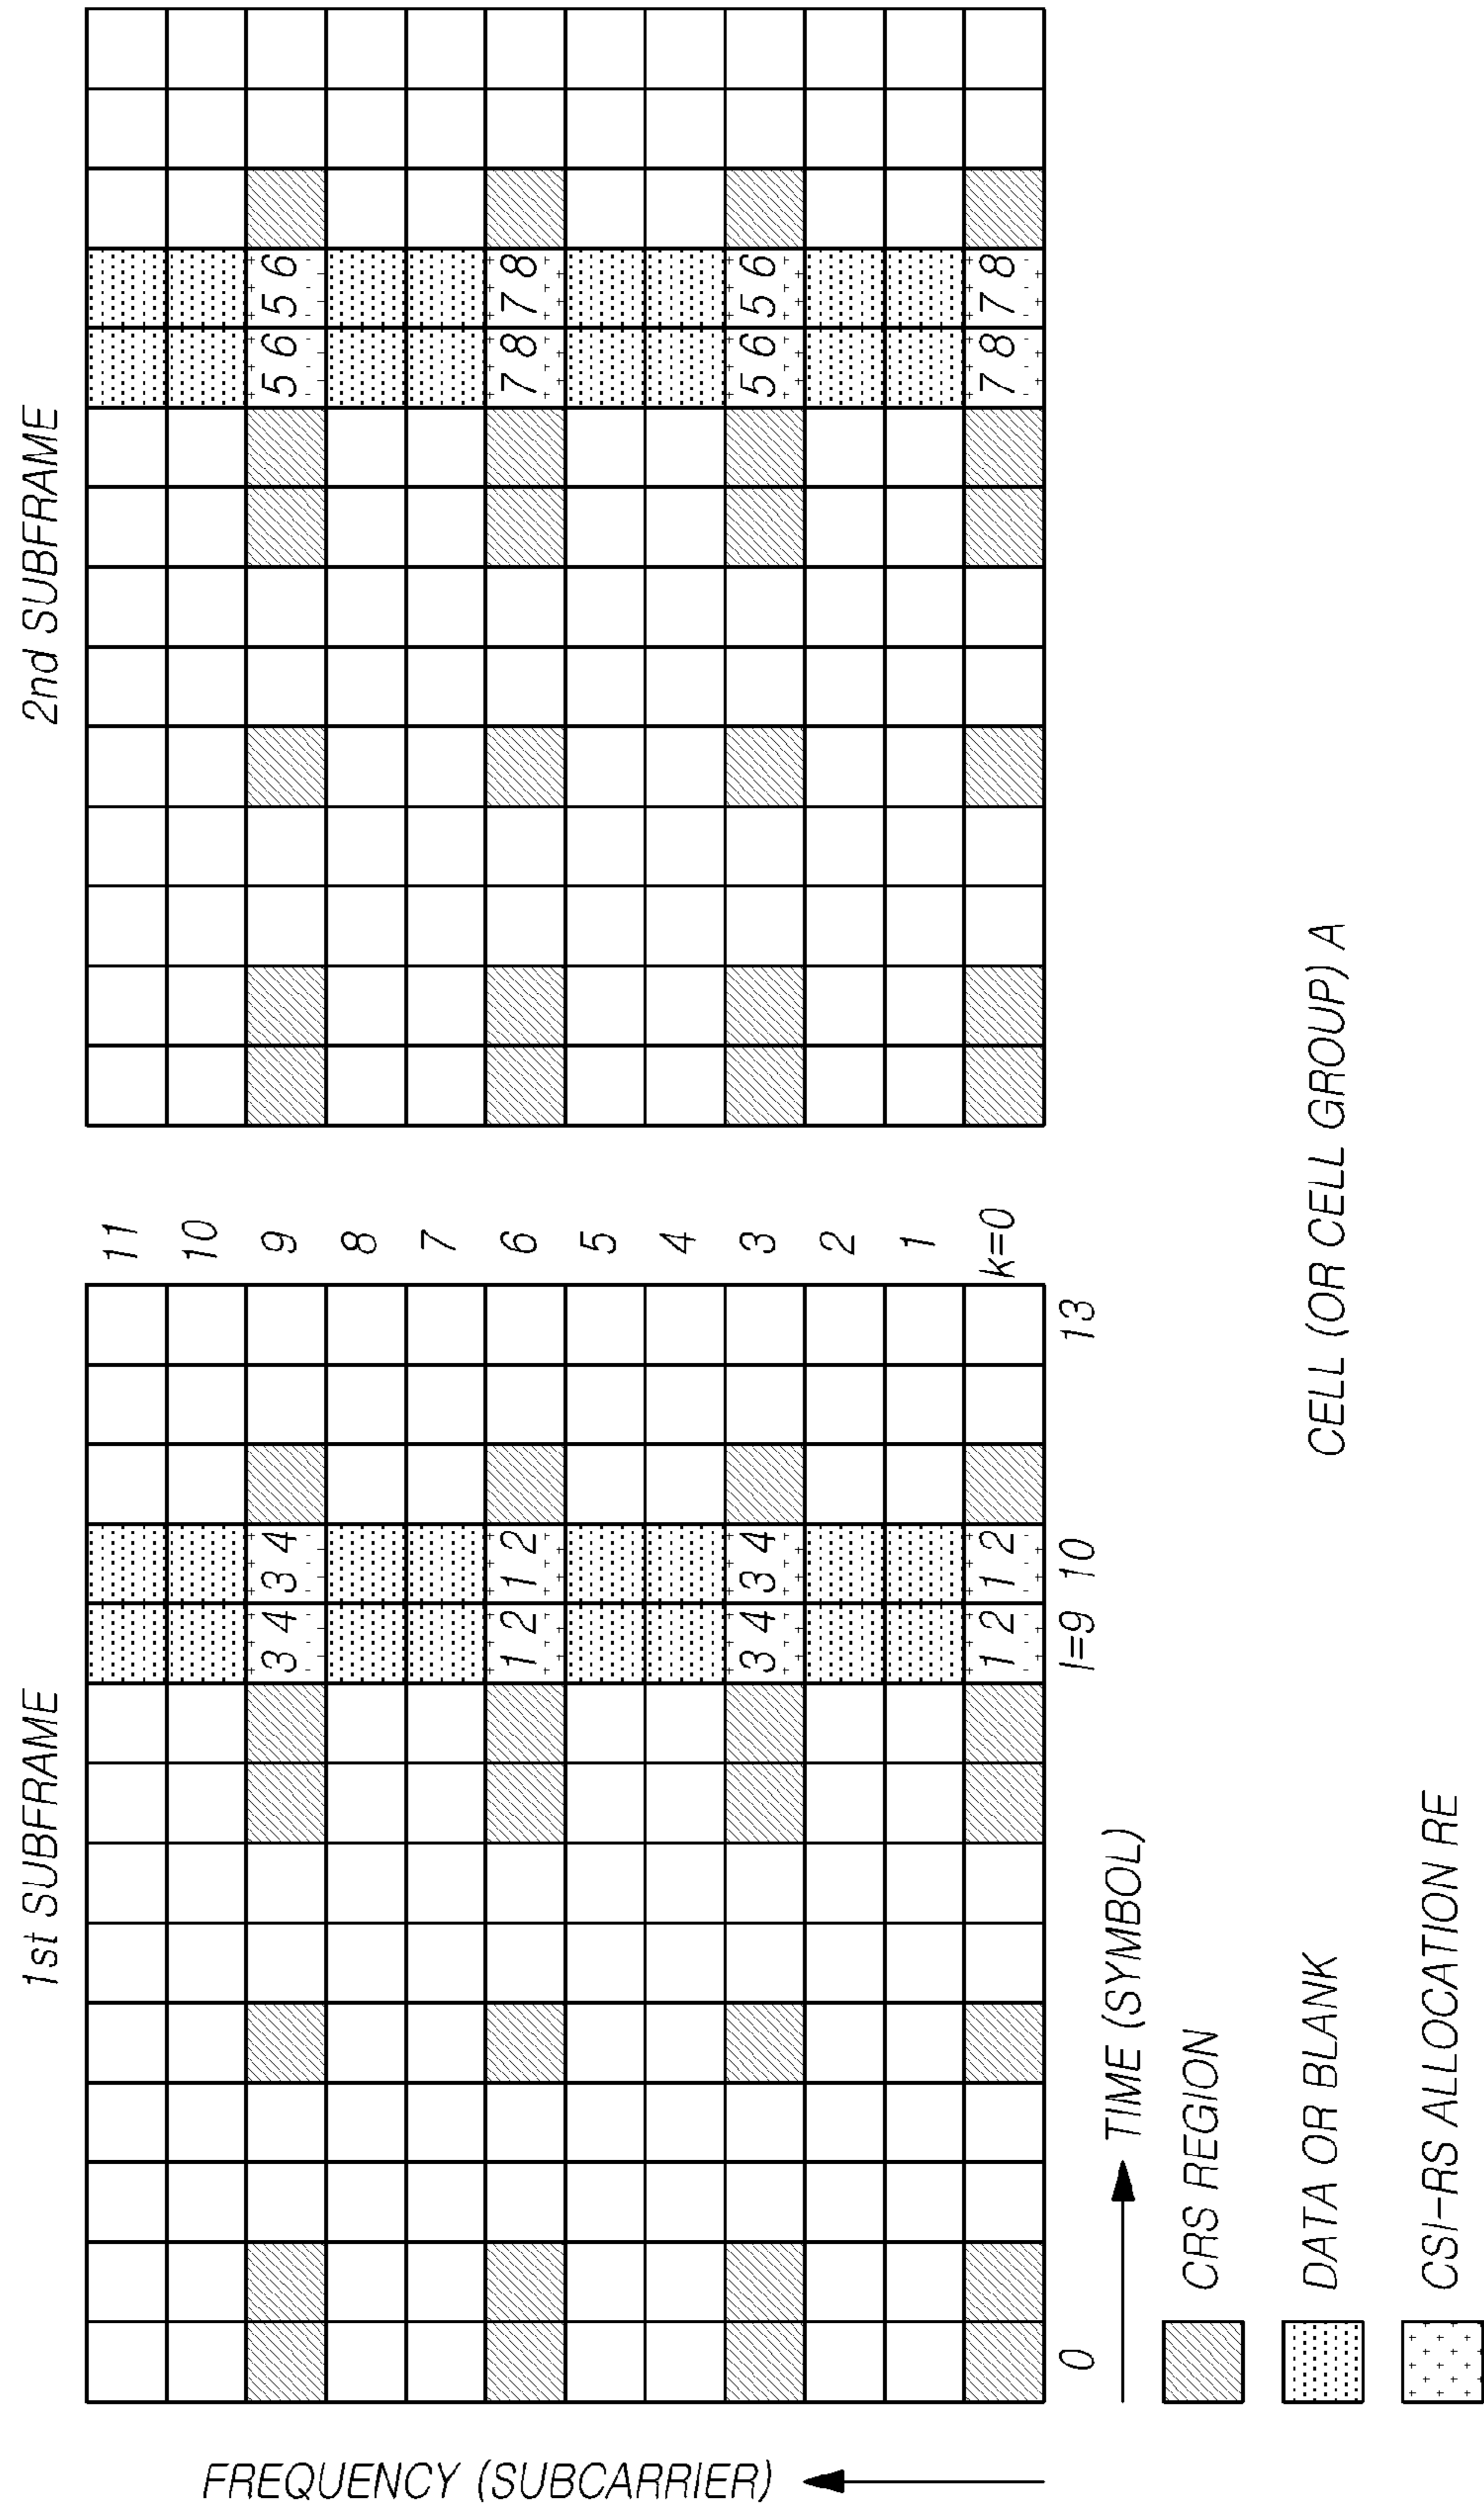 1st SUBFRAME 2nd SUBFRAME
FREQUENCY (SUBCARRIER)
11
10
3 4 3 4 9 5 6 5 6
8
7
1 2 1 2 6 7 8 7 8
5
4
3 4 3 4 3 5 6 5 6
2
1
1 2 1 2 k=0 7 8 7 8
0 l=9 10 13
TIME (SYMBOL)
CRS REGION
DATA OR BLANK
CELL (OR CELL GROUP) A
CSI-RS ALLOCATION RE